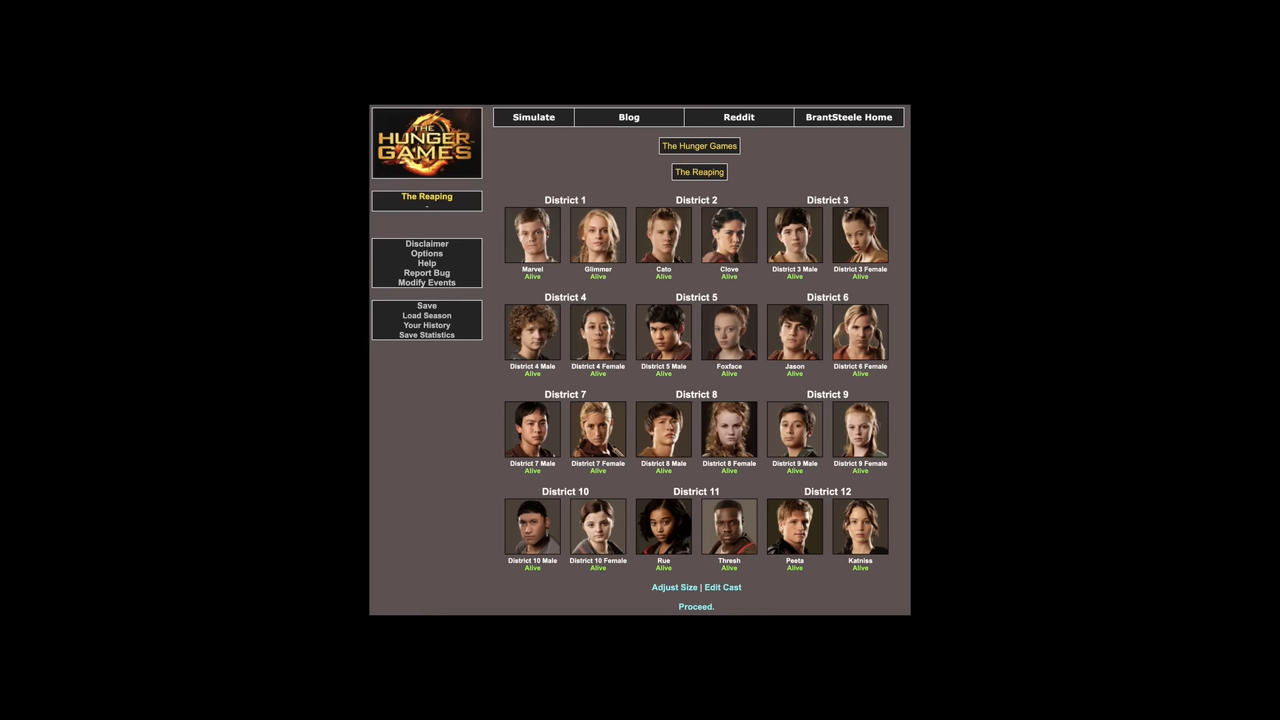 THE
HUNGER
GAMES
Simulate
Blog
Reddit
BrantSteele Home
The Hunger Games
The Reaping
The Reaping
-
Disclaimer
Options
Help
Report Bug
Modify Events
Save
Load Season
Your History
Save Statistics
District 1
District 2
District 3
Marvel
Glimmer
Cato
Clove
District 3 Male
District 3 Female
Alive
Alive
Alive
Alive
Alive
Alive
District 4
District 5
District 6
District 4 Male
District 4 Female
District 5 Male
Foxface
Jason
District 6 Female
Alive
Alive
Alive
Alive
Alive
Alive
District 7
District 8
District 9
District 7 Male
District 7 Female
District 8 Male
District 8 Female
District 9 Male
District 9 Female
Alive
Alive
Alive
Alive
Alive
Alive
District 10
District 11
District 12
District 10 Male
District 10 Female
Rue
Thresh
Peeta
Katniss
Alive
Alive
Alive
Alive
Alive
Alive
Adjust Size | Edit Cast
Proceed.